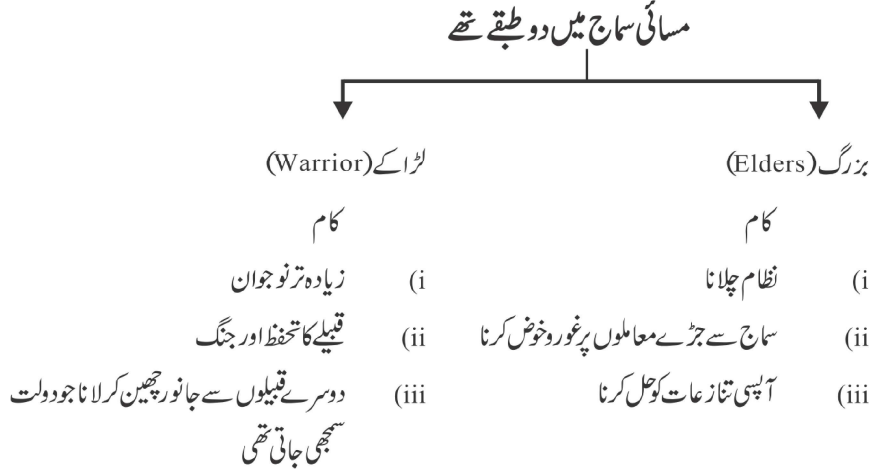 مسائی سماج میں دو طبقے تھے
بزرگ (Elders)
کام
i) نظام چلانا
ii) سماج سے جڑے معاملوں پر غور و خوض کرنا
iii) آپسی تنازعات کو حل کرنا
لڑاکے (Warrior)
کام
i) زیادہ تر نوجوان
ii) قبیلے کا تحفظ اور جنگ
iii) دوسرے قبیلوں سے جانور چھین کر لانا جو دولت
سمجھی جاتی تھی